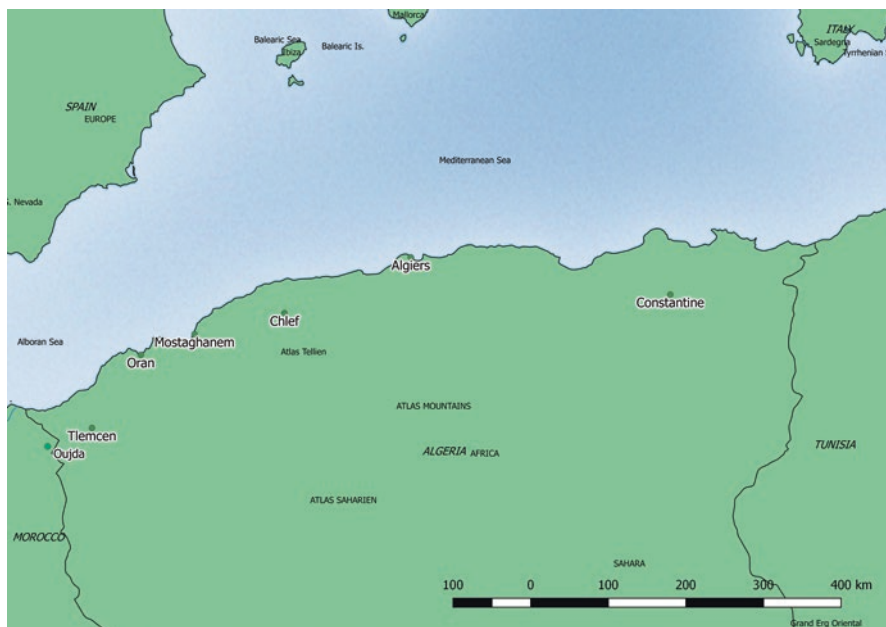 Mallorca
ITALY
Balearic Sea
Balearic Is.
Sardegna
Ibiza
Tyrrhenian
SPAIN
EUROPE
Mediterranean Sea
S. Nevada
Algiers
Constantine
Chlef
Mostaghanem
Alboran Sea
Atlas Tellien
Oran
ATLAS MOUNTAINS
Tlemcen
TUNISIA
Oujda
ALGERIA
AFRICA
ATLAS SAHARIEN
MOROCCO
SAHARA
100 0 100 200 300 400 km
Grand Erg Oriental